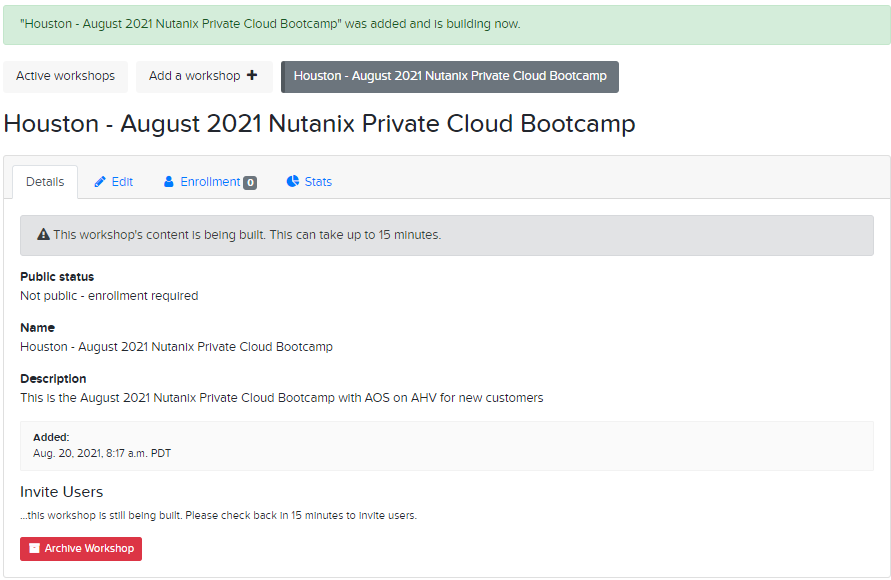 "Houston - August 2021 Nutanix Private Cloud Bootcamp" was added and is building now.
Active workshops
Add a workshop +
Houston - August 2021 Nutanix Private Cloud Bootcamp
Houston - August 2021 Nutanix Private Cloud Bootcamp
Details
Edit
Enrollment 0
Stats
This workshop's content is being built. This can take up to 15 minutes.
Public status
Not public - enrollment required
Name
Houston - August 2021 Nutanix Private Cloud Bootcamp
Description
This is the August 2021 Nutanix Private Cloud Bootcamp with AOS on AHV for new customers
Added:
Aug. 20, 2021, 8:17 a.m. PDT
Invite Users
...this workshop is still being built. Please check back in 15 minutes to invite users.
Archive Workshop